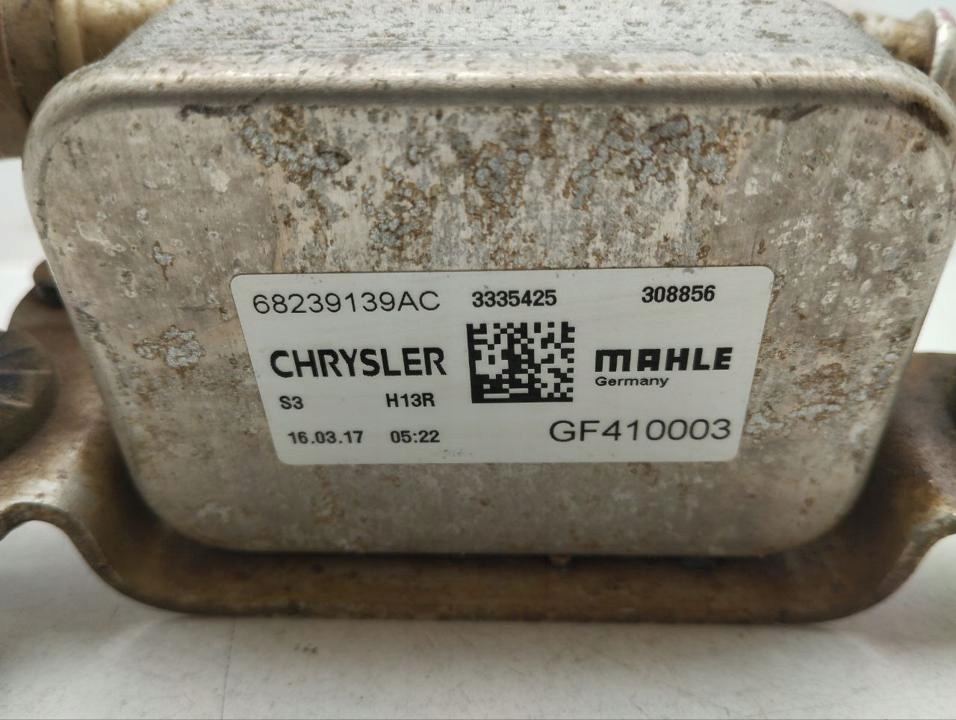 68239139AC 3335425 308856
CHRYSLER MAHLE
Germany
S3 H13R
16.03.17 05:22 GF410003